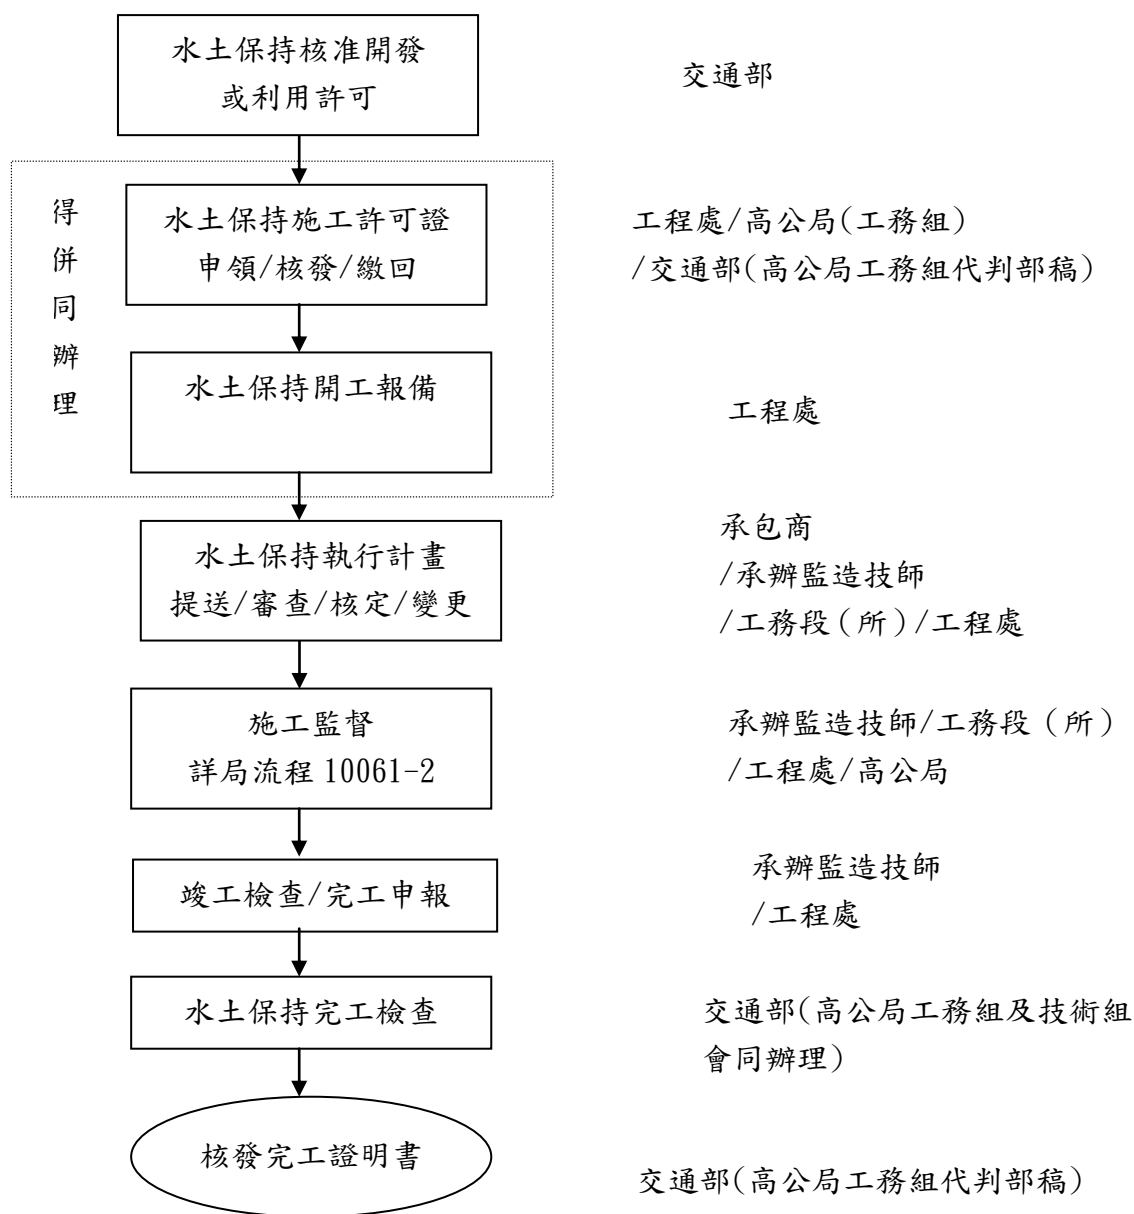 水土保持核准開發
或利用許可
交通部
得併同辦理
水土保持施工許可證
申領/核發/繳回
工程處/高公局(工務組)
/交通部(高公局工務組代判部稿)
水土保持開工報備
工程處
水土保持執行計畫
提送/審查/核定/變更
承包商
/承辦監造技師
/工務段（所）/工程處
施工監督
詳局流程 10061-2
承辦監造技師/工務段（所）
/工程處/高公局
竣工檢查/完工申報
承辦監造技師
/工程處
水土保持完工檢查
交通部(高公局工務組及技術組
會同辦理)
核發完工證明書
交通部(高公局工務組代判部稿)